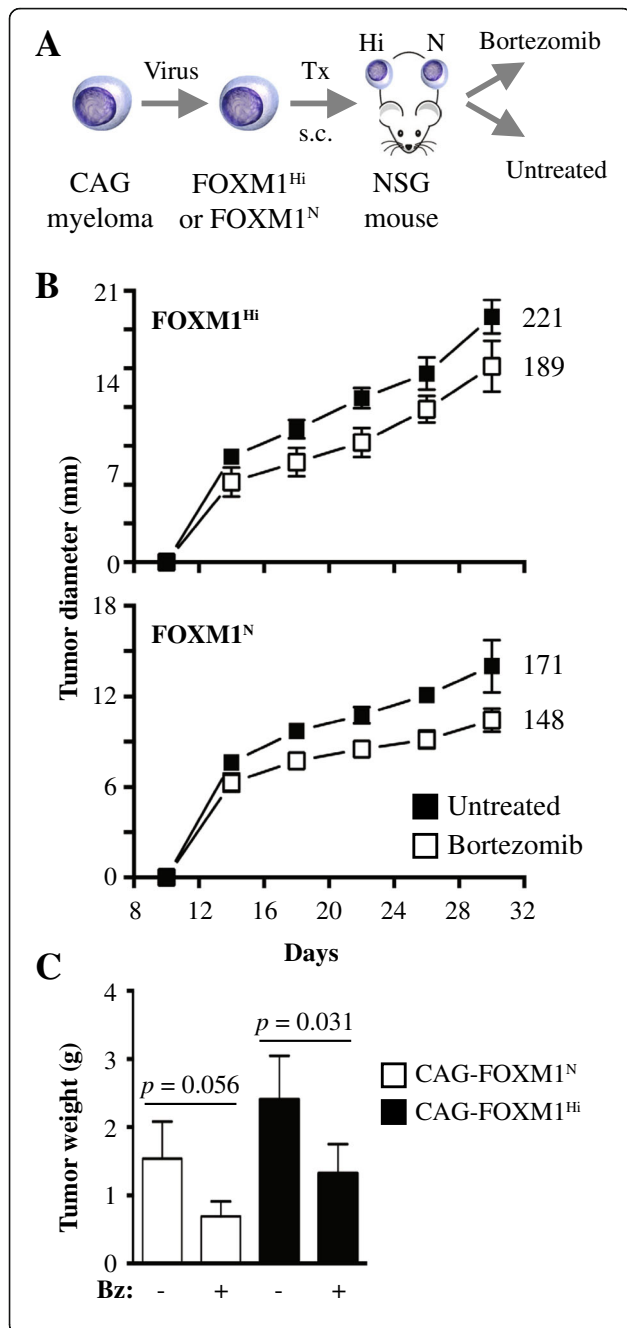 A
Hi N
Bortezomib
Virus
Tx
s.c.
Untreated
CAG
myeloma
FOXM1ᴴⁱ
or FOXM1ᴺ
NSG
mouse
B
Tumor diameter (mm)
21
14
7
0
FOXM1ᴴⁱ
221
189
18
12
6
0
FOXM1ᴺ
171
148
Untreated
Bortezomib
8 12 16 20 24 28 32
Days
C
Tumor weight (g)
4
3
2
1
0
p = 0.056
p = 0.031
CAG-FOXM1ᴺ
CAG-FOXM1ᴴⁱ
Bz: - + - +